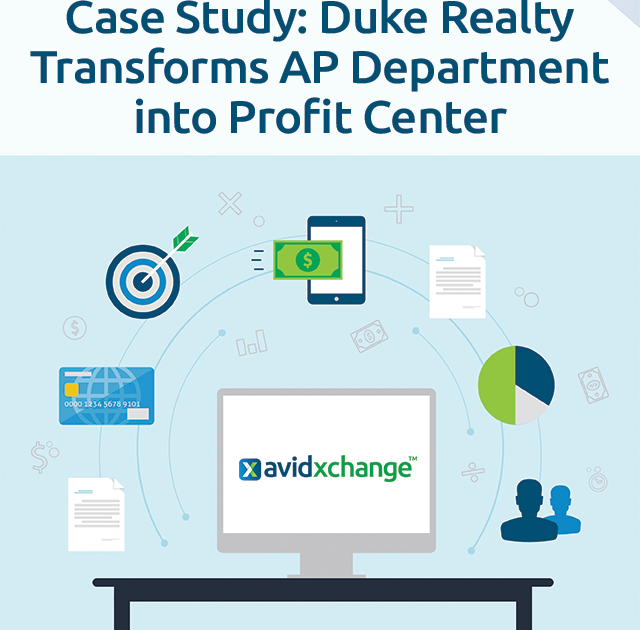 Case Study: Duke Realty
Transforms AP Department
into Profit Center
$
$
0000 1234 5678 9101
$
avidxchange™